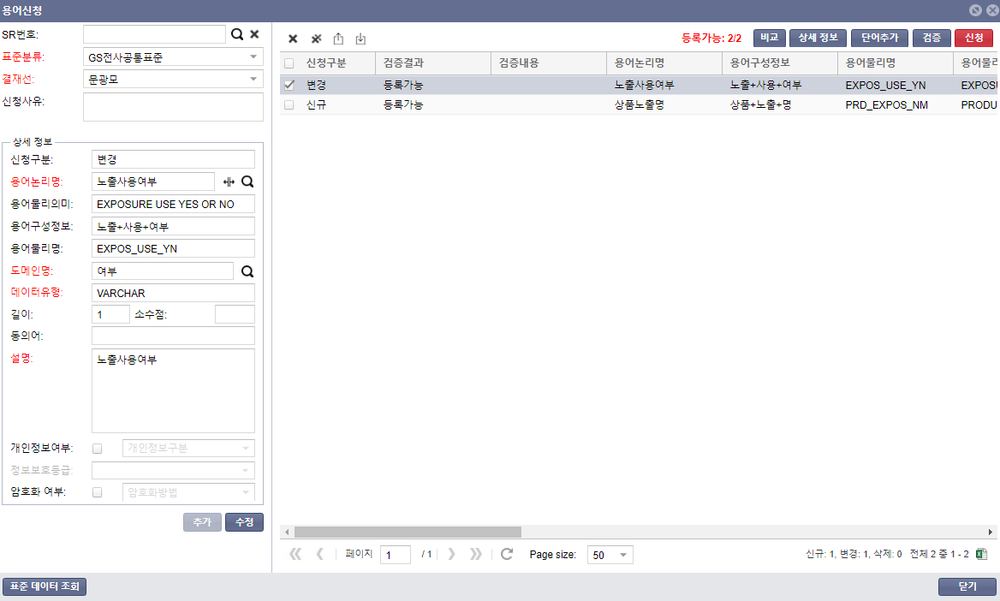 용어신청
SR번호:
표준분류: GS전사공통표준
결재선: 문광모
신청사유:
상세 정보
신청구분: 변경
용어논리명: 노출사용여부
용어물리의미: EXPOSURE USE YES OR NO
용어구성정보: 노출+사용+여부
용어물리명: EXPOS_USE_YN
도메인명: 여부
데이터유형: VARCHAR
길이: 1 소수점:
동의어:
설명: 노출사용여부
개인정보여부: 개인정보구분
정보보호등급:
암호화 여부: 암호화방법
추가 수정
등록가능: 2/2 비교 상세 정보 단어추가 검증 신청
신청구분 검증결과 검증내용 용어논리명 용어구성정보 용어물리명 용어물리
변경 등록가능 노출사용여부 노출+사용+여부 EXPOS_USE_YN EXPOS
신규 등록가능 상품노출명 상품+노출+명 PRD_EXPOS_NM PRODU
페이지 1 / 1 Page size: 50 신규: 1, 변경: 1, 삭제: 0 전체 2 중 1 - 2
표준 데이터 조회 닫기